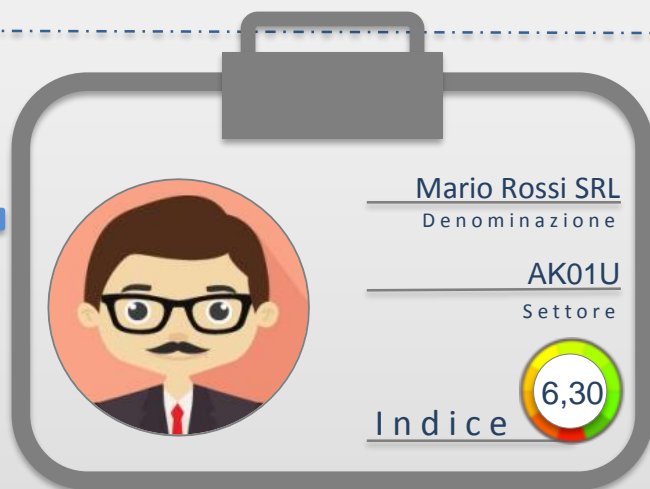 Mario Rossi SRL
Denominazione
AK01U
Settore
6,30
Indice